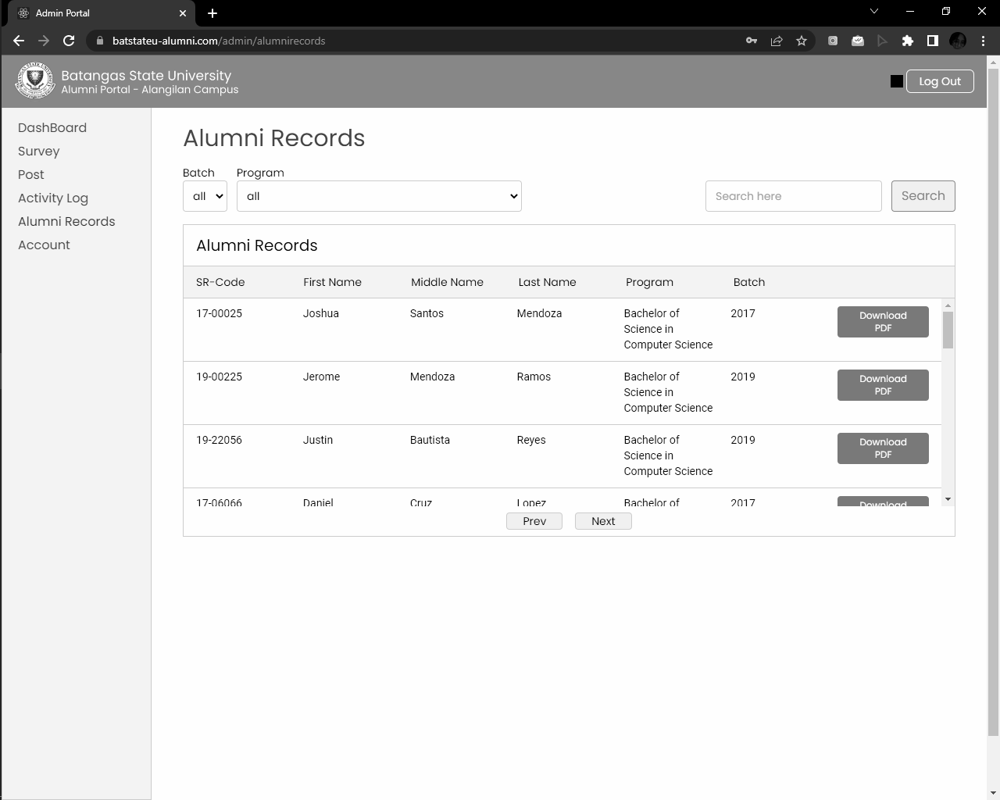 Admin Portal
batstateu-alumni.com/admin/alumnirecords
Batangas State University
Alumni Portal - Alangilan Campus
Log Out
DashBoard
Survey
Post
Activity Log
Alumni Records
Account
Alumni Records
Batch Program
all all Search here Search
Alumni Records
SR-Code First Name Middle Name Last Name Program Batch
17-00025 Joshua Santos Mendoza Bachelor of Science in Computer Science 2017 Download PDF
19-00225 Jerome Mendoza Ramos Bachelor of Science in Computer Science 2019 Download PDF
19-22056 Justin Bautista Reyes Bachelor of Science in Computer Science 2019 Download PDF
17-06066 Daniel Cruz Lopez Bachelor of 2017 Download
Prev Next